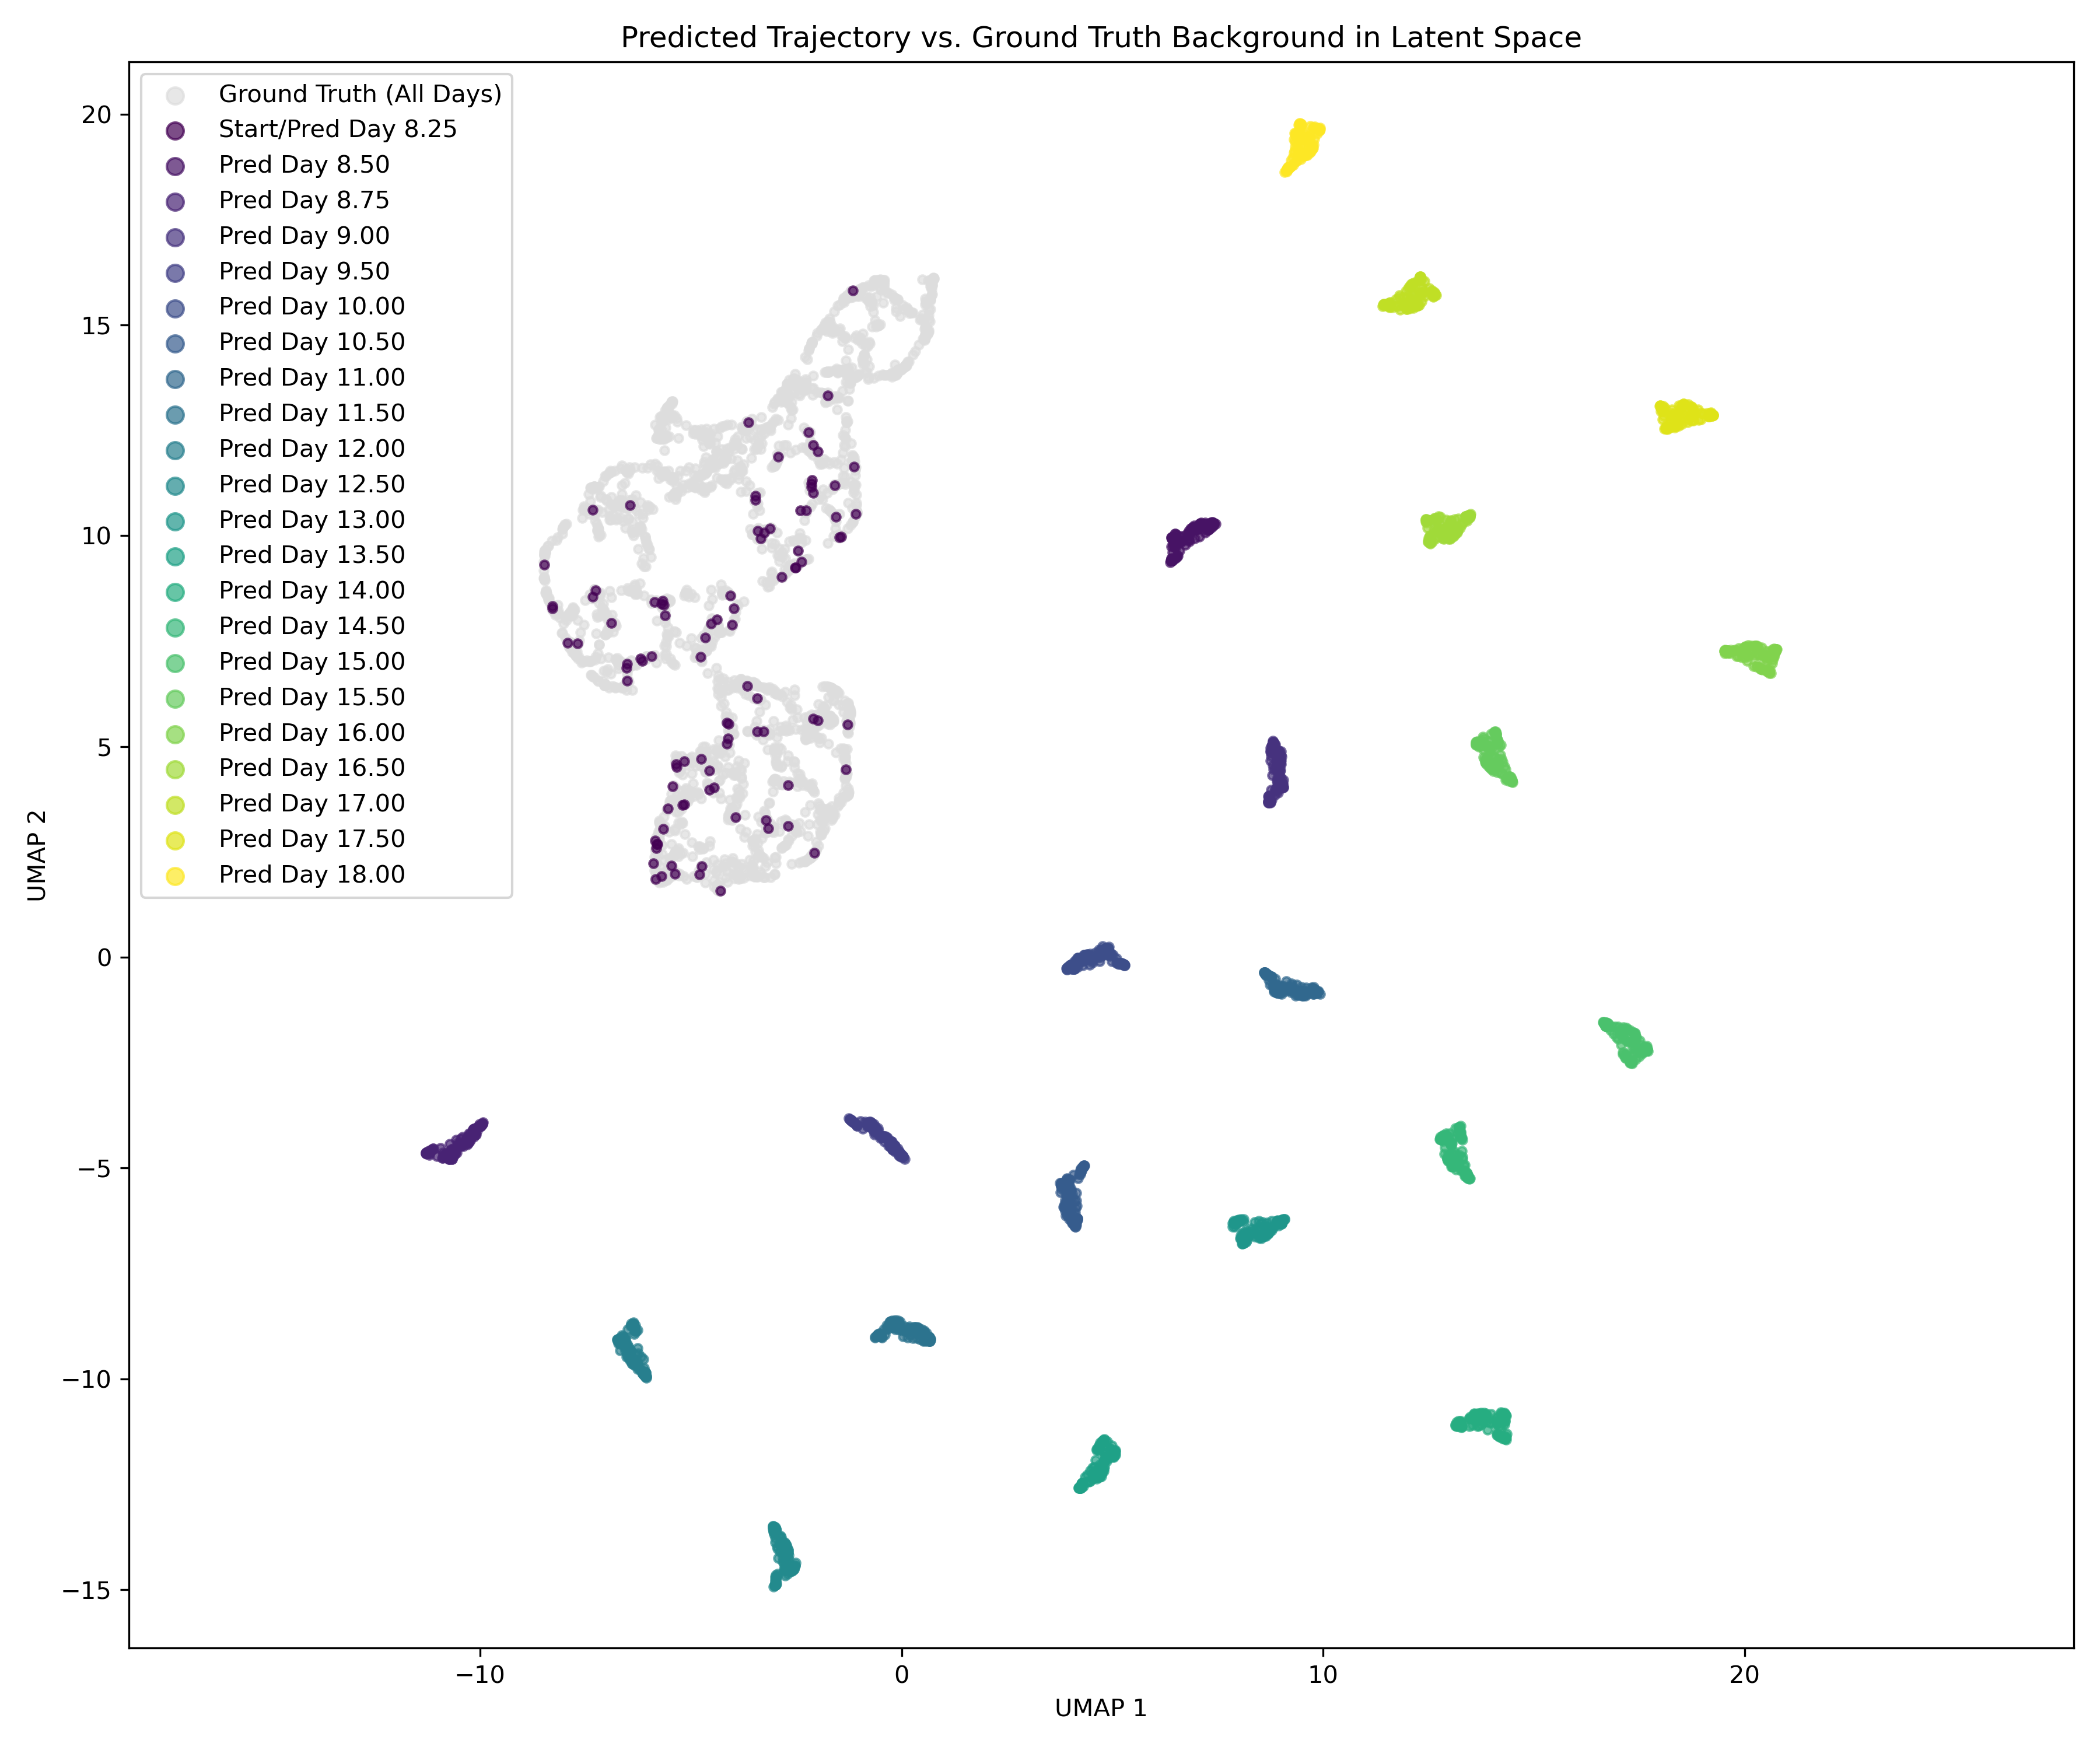 Predicted Trajectory vs. Ground Truth Background in Latent Space
Ground Truth (All Days)
Start/Pred Day 8.25
Pred Day 8.50
Pred Day 8.75
Pred Day 9.00
Pred Day 9.50
Pred Day 10.00
Pred Day 10.50
Pred Day 11.00
Pred Day 11.50
Pred Day 12.00
Pred Day 12.50
Pred Day 13.00
Pred Day 13.50
Pred Day 14.00
Pred Day 14.50
Pred Day 15.00
Pred Day 15.50
Pred Day 16.00
Pred Day 16.50
Pred Day 17.00
Pred Day 17.50
Pred Day 18.00
20
15
10
5
0
−5
−10
−15
UMAP 2
−10
0
10
20
UMAP 1